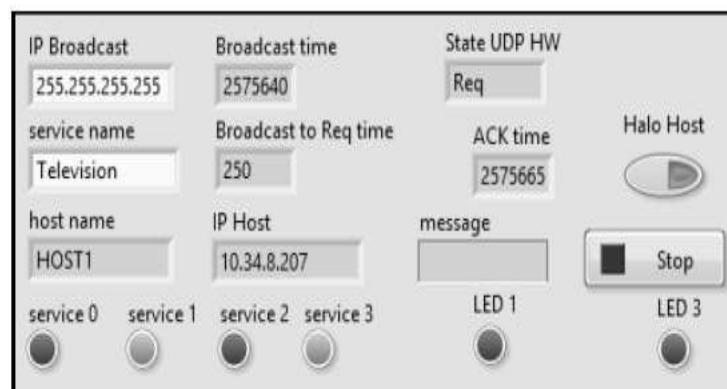 IP Broadcast
255.255.255.255
Broadcast time
2575640
State UDP HW
Req
service name
Television
Broadcast to Req time
250
ACK time
2575665
Halo Host
host name
HOST1
IP Host
10.34.8.207
message
Stop
service 0
service 1
service 2
service 3
LED 1
LED 3